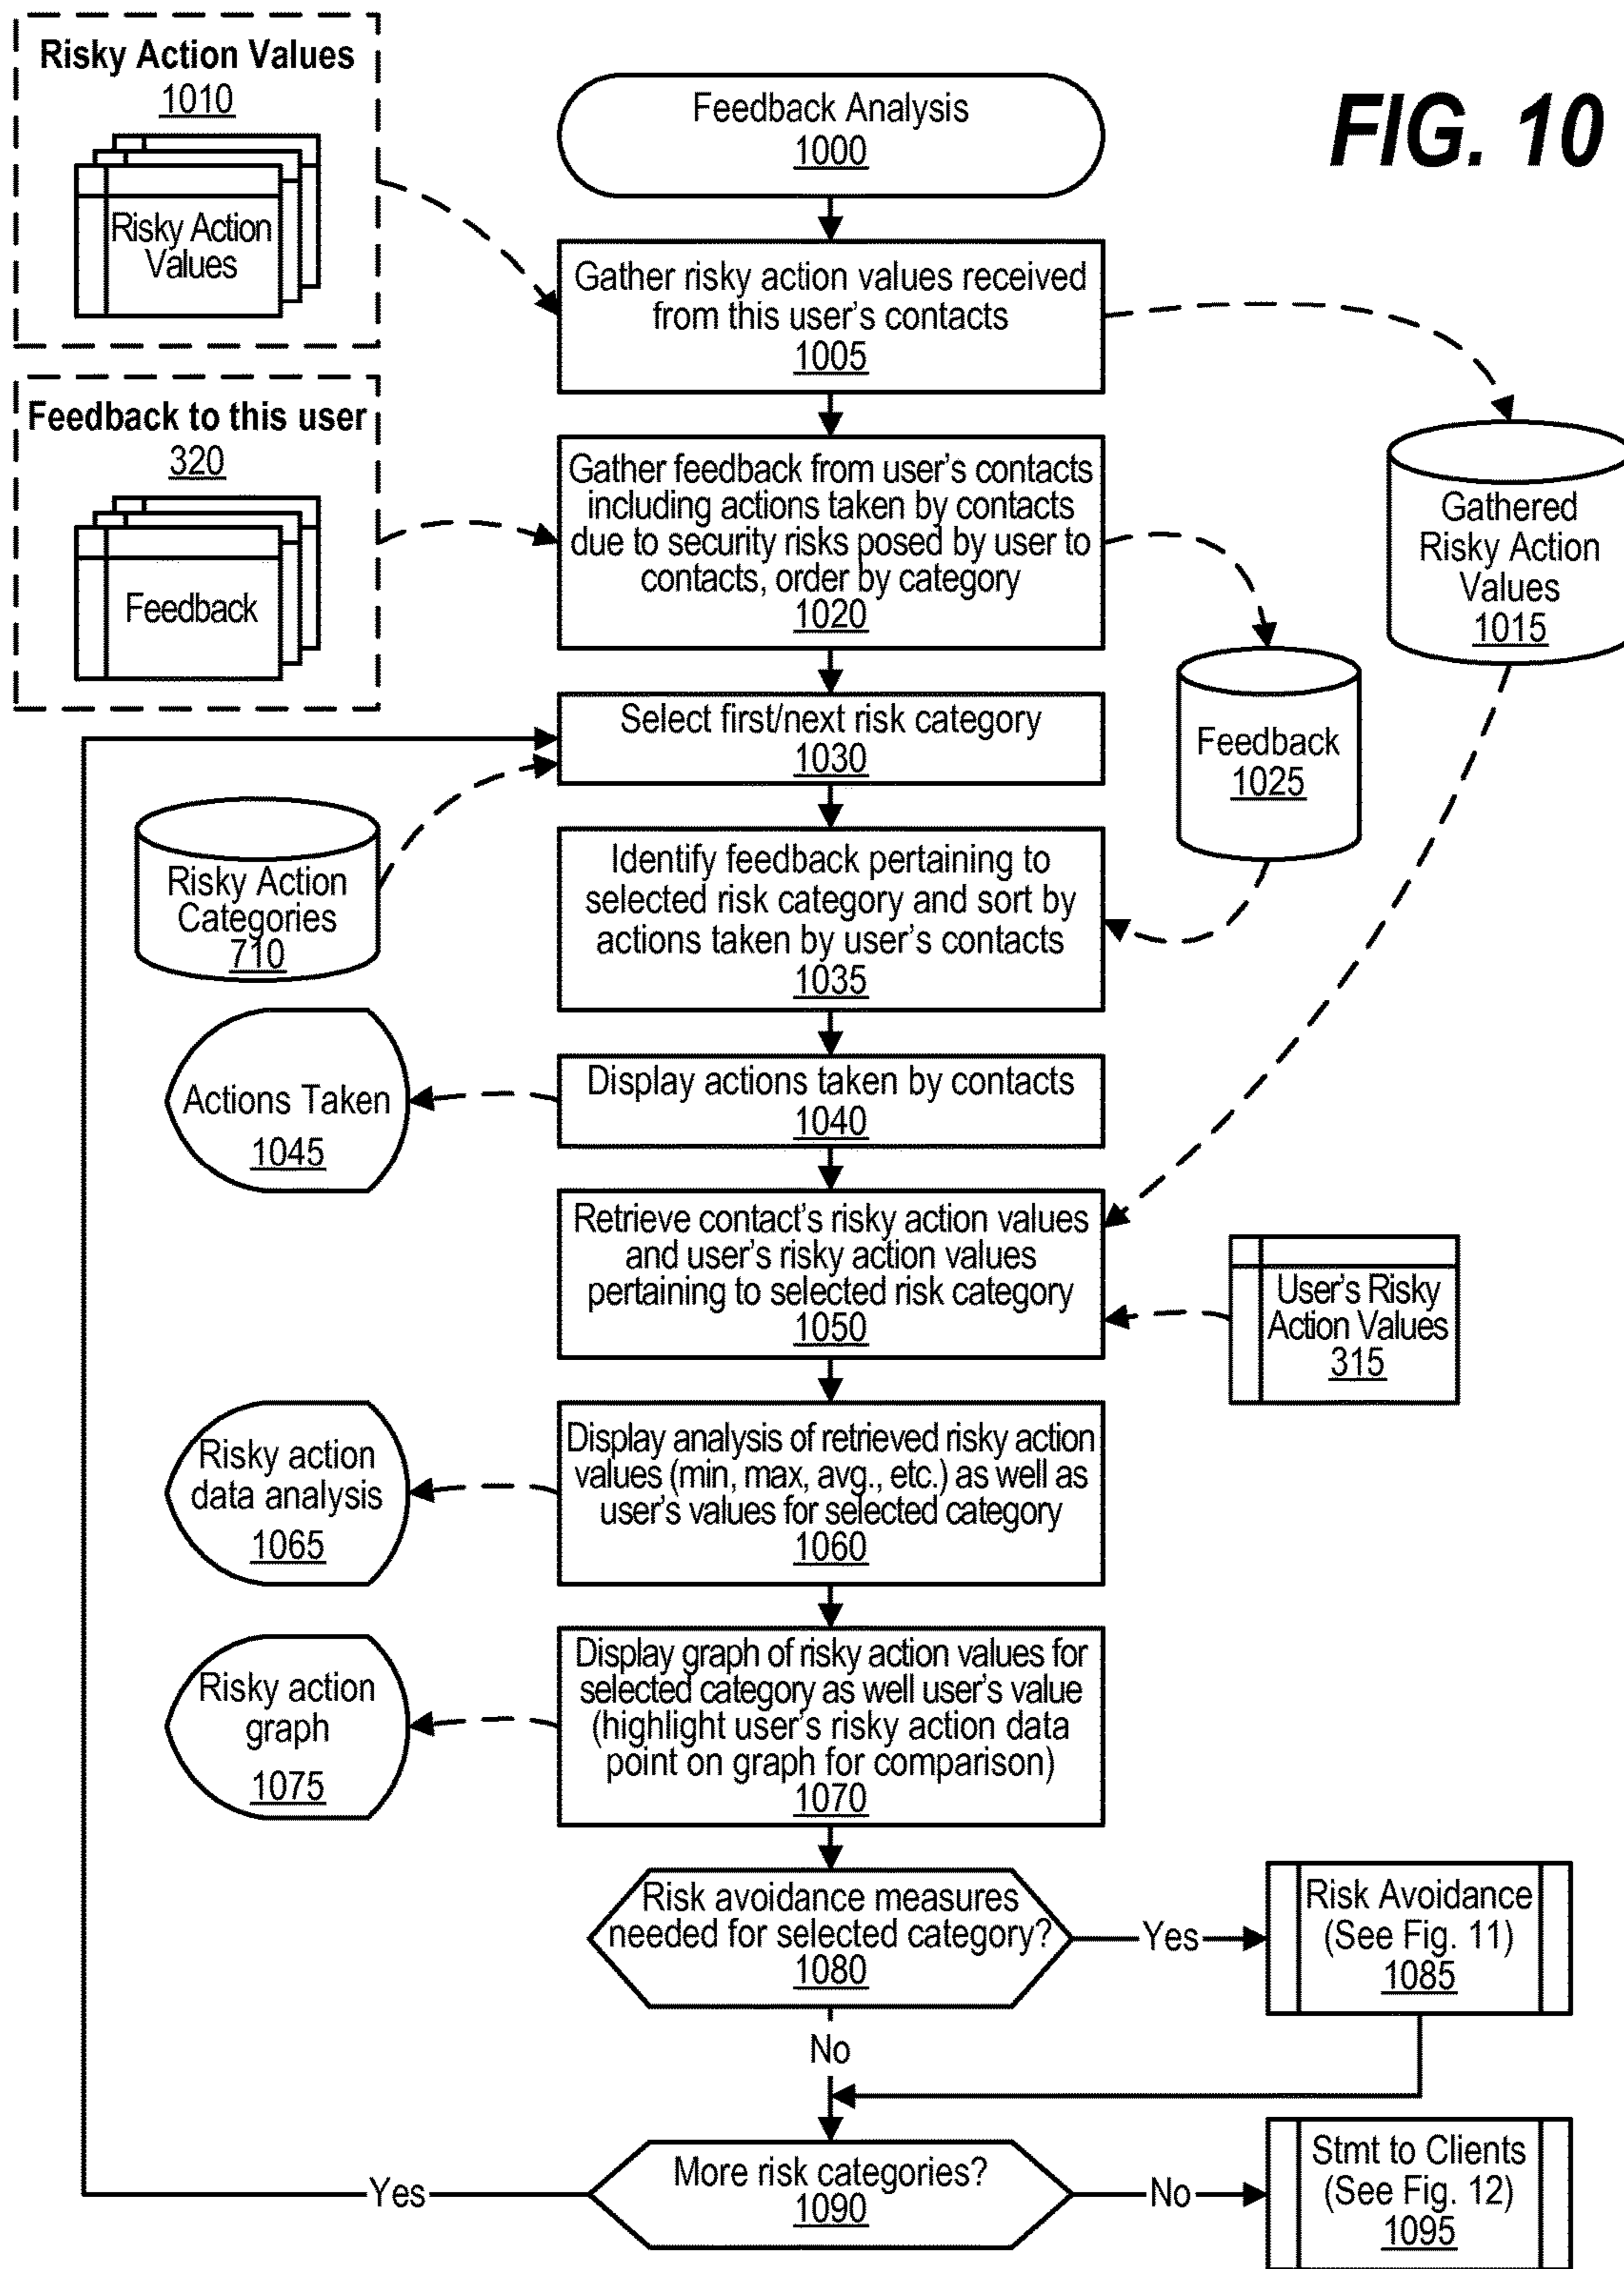 FIG. 10
Risky Action Values
1010
Risky Action
Values
Feedback Analysis
1000
Gather risky action values received
from this user's contacts
1005
Feedback to this user
320
Feedback
Gather feedback from user's contacts
including actions taken by contacts
due to security risks posed by user to
contacts, order by category
1020
Gathered
Risky Action
Values
1015
Feedback
1025
Select first/next risk category
1030
Risky Action
Categories
710
Identify feedback pertaining to
selected risk category and sort by
actions taken by user's contacts
1035
Display actions taken by contacts
1040
Actions Taken
1045
Retrieve contact's risky action values
and user's risky action values
pertaining to selected risk category
1050
User's Risky
Action Values
315
Display analysis of retrieved risky action
values (min, max, avg., etc.) as well as
user's values for selected category
1060
Risky action
data analysis
1065
Display graph of risky action values for
selected category as well user's value
(highlight user's risky action data
point on graph for comparison)
1070
Risky action
graph
1075
Risk avoidance measures
needed for selected category?
1080
Yes
Risk Avoidance
(See Fig. 11)
1085
No
More risk categories?
1090
Yes
No
Stmt to Clients
(See Fig. 12)
1095